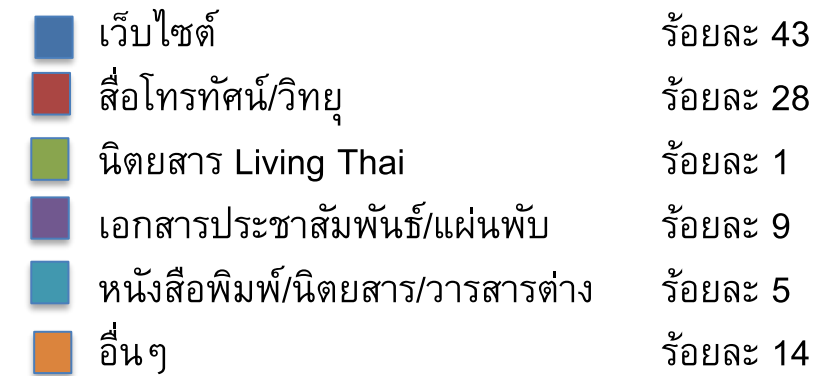 เว็บไซต์ ร้อยละ 43
สื่อโทรทัศน์/วิทยุ ร้อยละ 28
นิตยสาร Living Thai ร้อยละ 1
เอกสารประชาสัมพันธ์/แผ่นพับ ร้อยละ 9
หนังสือพิมพ์/นิตยสาร/วารสารต่าง ร้อยละ 5
อื่นๆ ร้อยละ 14